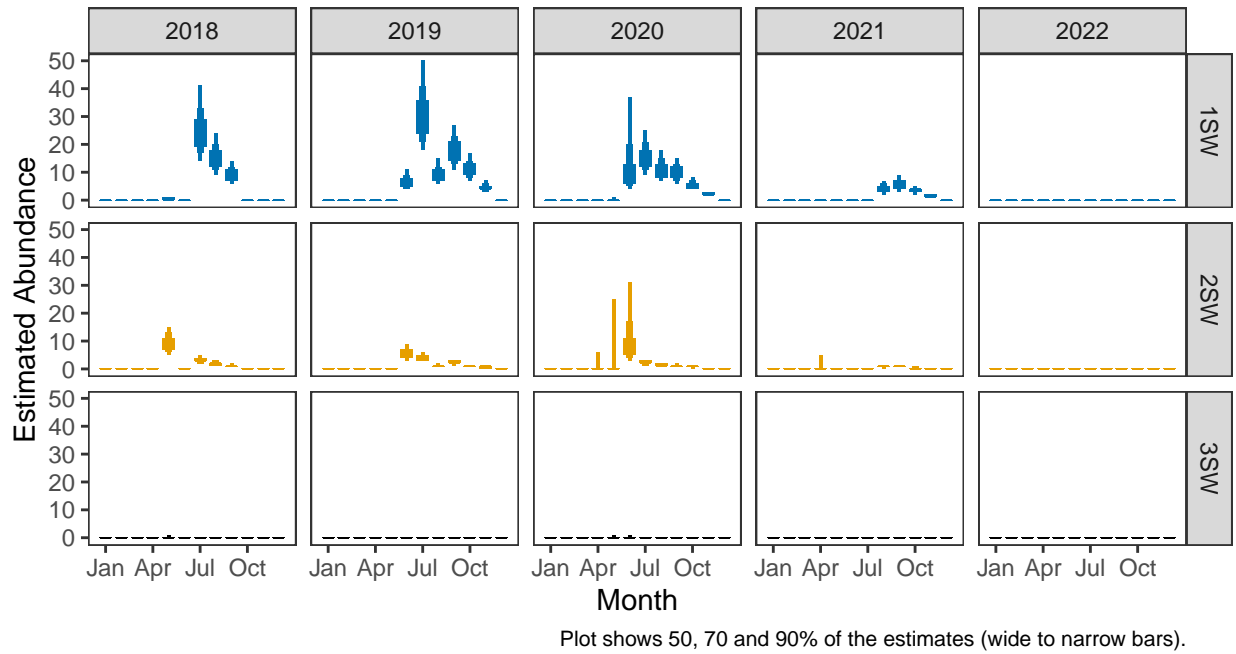 2018 2019 2020 2021 2022
50
40
30
20
10
0
1SW
50
40
30
20
10
0
2SW
50
40
30
20
10
0
3SW
Estimated Abundance
Jan Apr Jul Oct Jan Apr Jul Oct Jan Apr Jul Oct Jan Apr Jul Oct Jan Apr Jul Oct
Month
Plot shows 50, 70 and 90% of the estimates (wide to narrow bars).